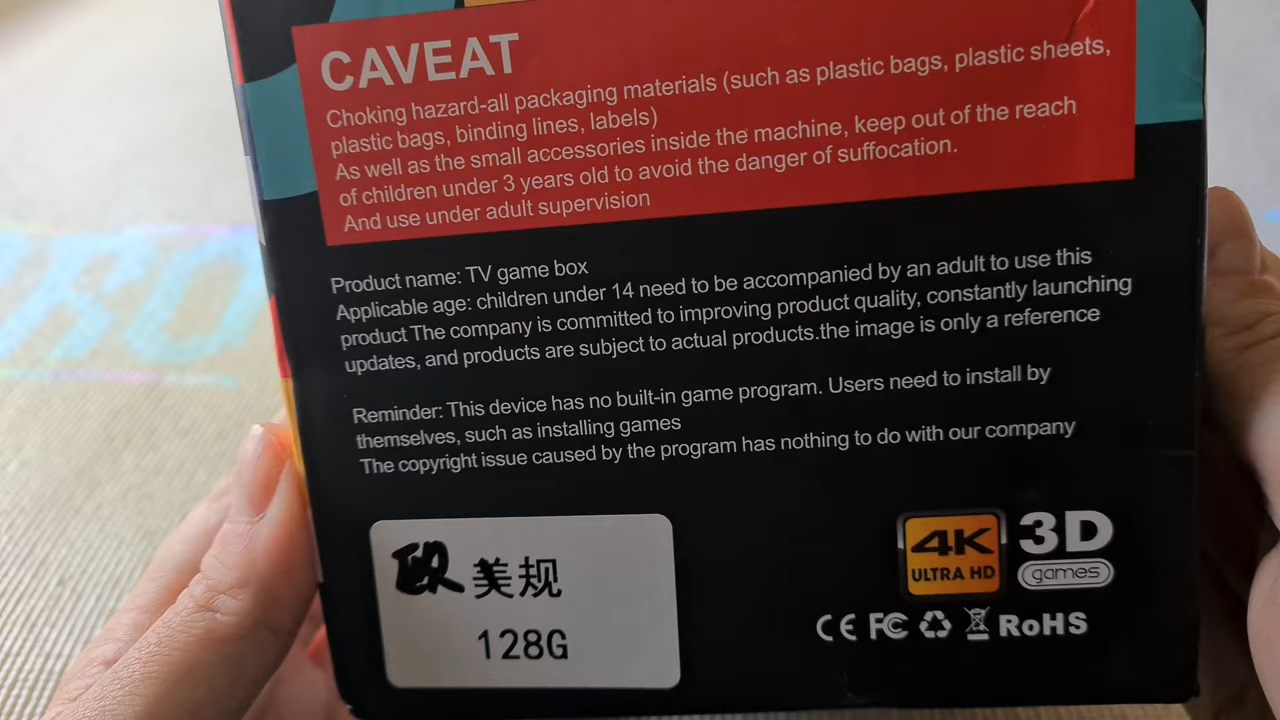 CAVEAT
Choking hazard-all packaging materials (such as plastic bags, plastic sheets,
plastic bags, binding lines, labels)
As well as the small accessories inside the machine, keep out of the reach
of children under 3 years old to avoid the danger of suffocation.
And use under adult supervision
Product name: TV game box
Applicable age: children under 14 need to be accompanied by an adult to use this
product The company is committed to improving product quality, constantly launching
updates, and products are subject to actual products.the image is only a reference
Reminder: This device has no built-in game program. Users need to install by
themselves, such as installing games
The copyright issue caused by the program has nothing to do with our company
美规
128G
4K
ULTRA HD
3D
games
CE FC RoHS